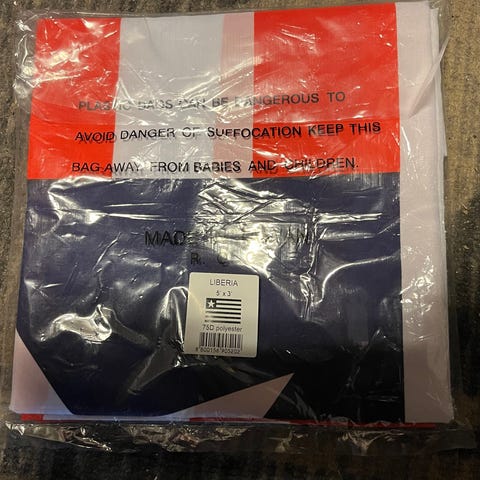 PLASTIC BAGS CAN BE DANGEROUS TO
AVOID DANGER OF SUFFOCATION KEEP THIS
BAG AWAY FROM BABIES AND CHILDREN.
MADE
R.
LIBERIA
5' x 3'
75D polyester